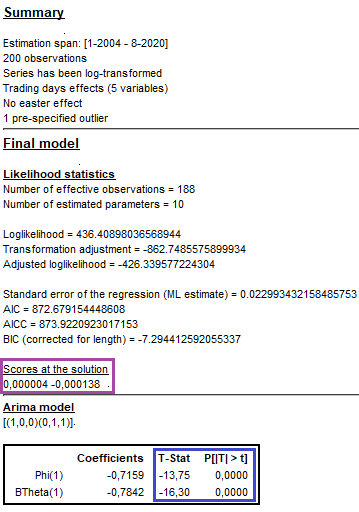 Summary
Estimation span: [1-2004 - 8-2020]
200 observations
Series has been log-transformed
Trading days effects (5 variables)
No easter effect
1 pre-specified outlier
Final model
Likelihood statistics
Number of effective observations = 188
Number of estimated parameters = 10
Loglikelihood = 436.40898036568944
Transformation adjustment = -862.7485575899934
Adjusted loglikelihood = -426.339577224304
Standard error of the regression (ML estimate) = 0.022993432158485753
AIC = 872.679154448608
AICC = 873.9220923017153
BIC (corrected for length) = -7.294412592055337
Scores at the solution
0,000004 -0,000138
Arima model
[(1,0,0)(0,1,1)]
Coefficients T-Stat P[|T| > t]
Phi(1) -0,7159 -13,75 0,0000
BTheta(1) -0,7842 -16,30 0,0000